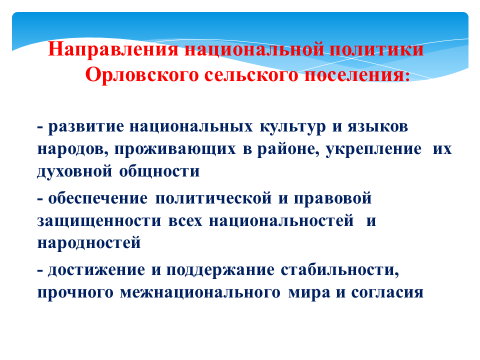 Направления национальной политики
Орловского сельского поселения:
- развитие национальных культур и языков
народов, проживающих в районе, укрепление их
духовной общности
- обеспечение политической и правовой
защищенности всех национальностей и
народностей
- достижение и поддержание стабильности,
прочного межнационального мира и согласия